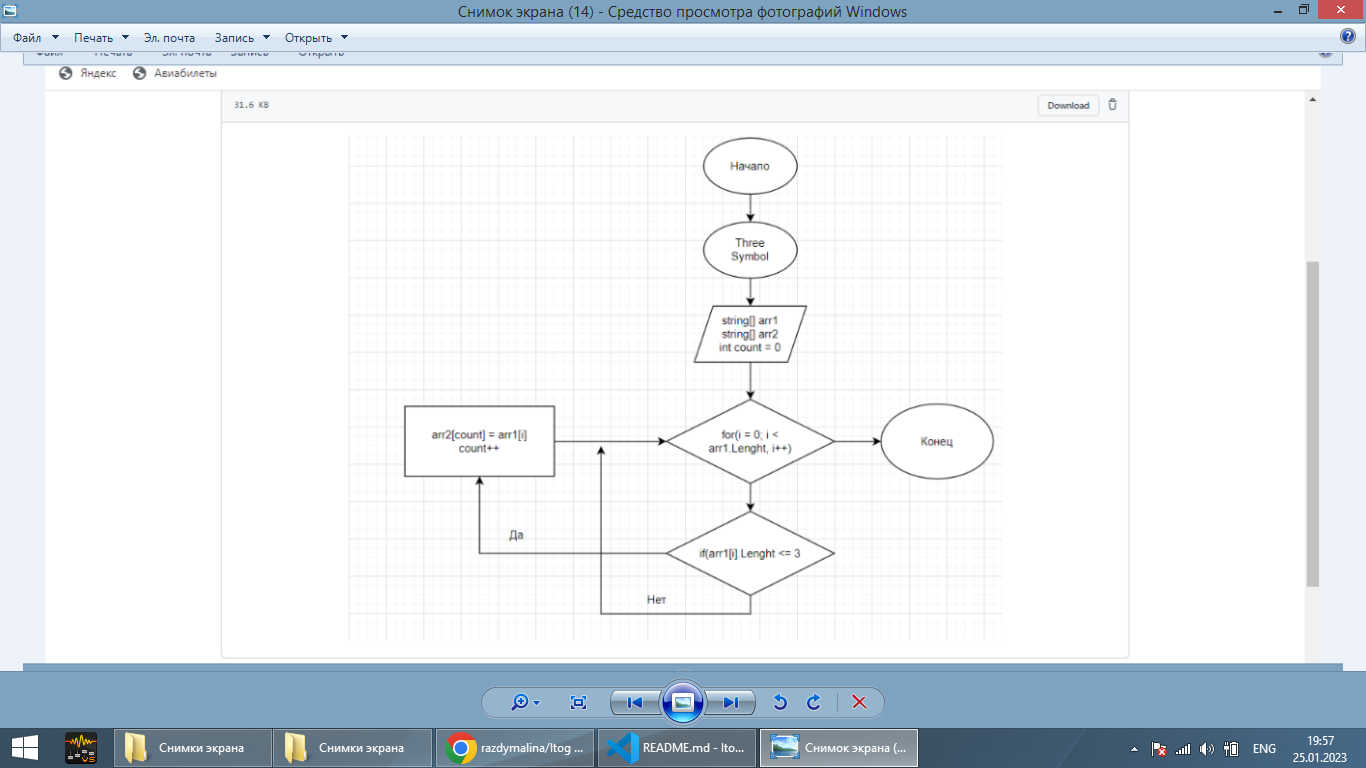 Снимок экрана (14) - Средство просмотра фотографий Windows
Файл
Печать
Эл. почта
Запись
Открыть
Яндекс
Авиабилеты
31.6 KB
Download
Начало
Three
Symbol
string[] arr1
string[] arr2
int count = 0
arr2[count] = arr1[i]
count++
for(i = 0; i <
arr1.Lenght, i++)
Конец
Да
if(arr1[i].Lenght <= 3
Нет
Снимки экрана
Снимки экрана
razdymalina/Itog ...
README.md - Ito...
Снимок экрана (...
ENG
19:57
25.01.2023